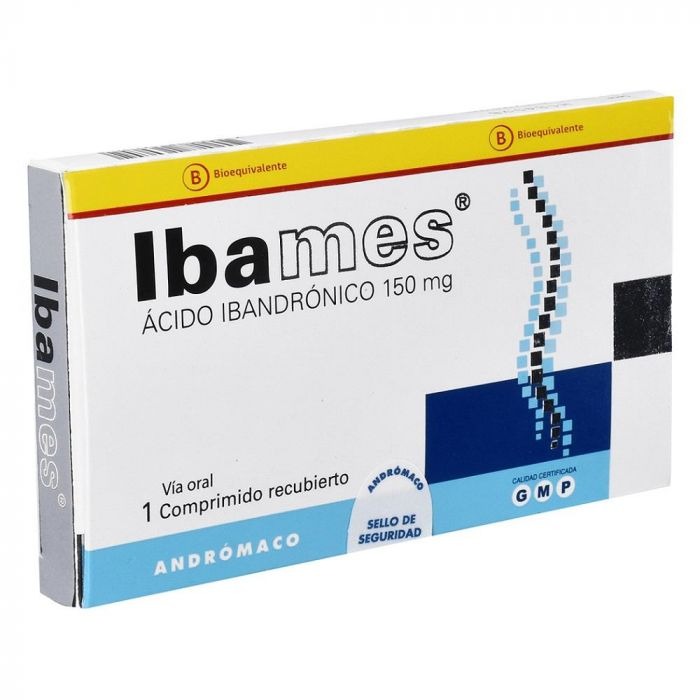 B Bioequivalente
B Bioequivalente
Ibames®
ÁCIDO IBANDRÓNICO 150 mg
Vía oral
1 Comprimido recubierto
ANDRÓMACO
SELLO DE
SEGURIDAD
CALIDAD CERTIFICADA
G M P
ANDRÓMACO
Ibames®